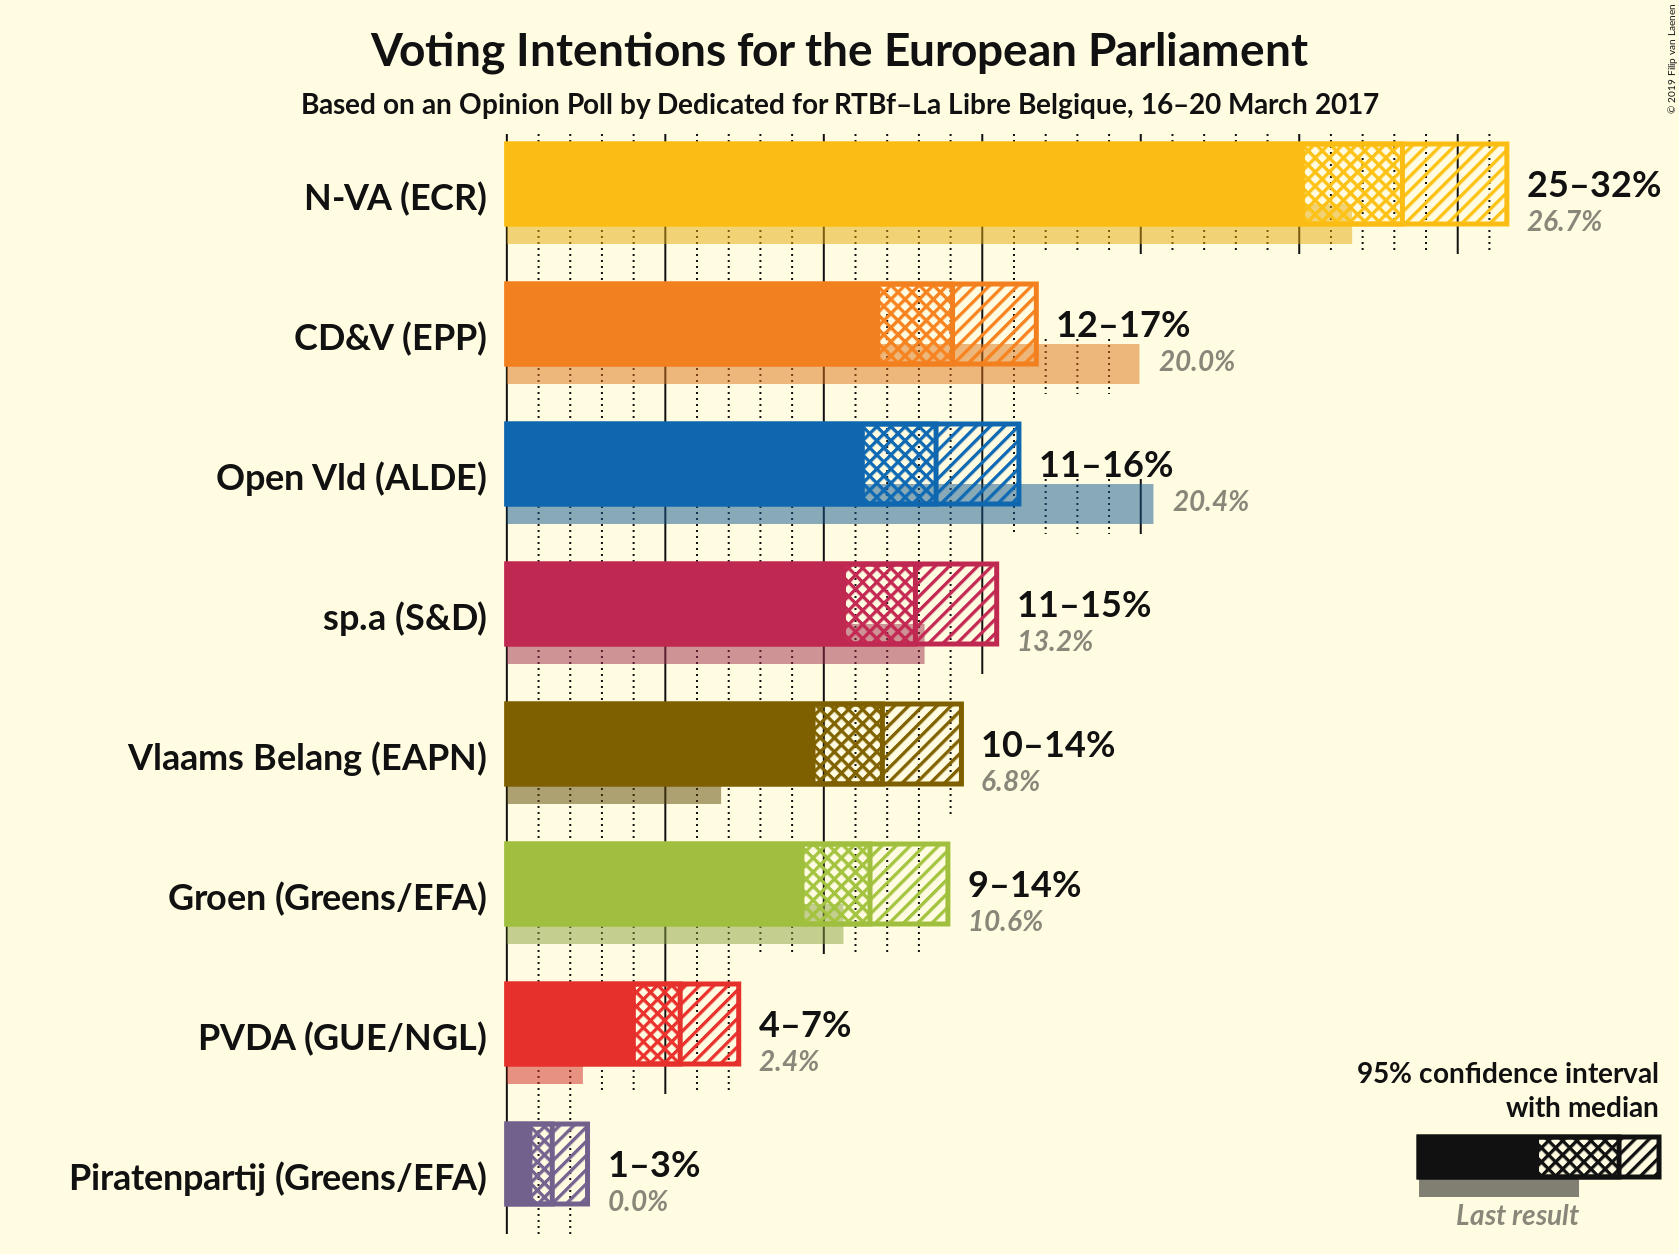 Voting Intentions for the European Parliament
Based on an Opinion Poll by Dedicated for RTBf–La Libre Belgique, 16–20 March 2017
© 2019 Filip van Laenen
N-VA (ECR)
25–32%
26.7%
CD&V (EPP)
12–17%
20.0%
Open Vld (ALDE)
11–16%
20.4%
sp.a (S&D)
11–15%
13.2%
Vlaams Belang (EAPN)
10–14%
6.8%
Groen (Greens/EFA)
9–14%
10.6%
PVDA (GUE/NGL)
4–7%
2.4%
Piratenpartij (Greens/EFA)
1–3%
0.0%
95% confidence interval
with median
Last result